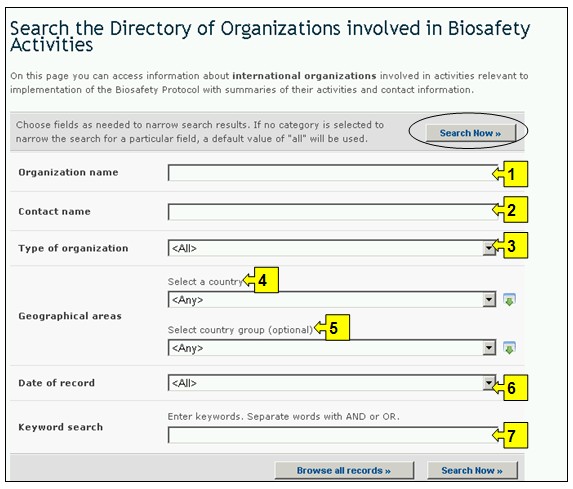 Search the Directory of Organizations involved in Biosafety
Activities
On this page you can access information about international organizations involved in activities relevant to
implementation of the Biosafety Protocol with summaries of their activities and contact information.
Choose fields as needed to narrow search results. If no category is selected to
narrow the search for a particular field, a default value of "all" will be used.
Search Now »
Organization name
1
Contact name
2
Type of organization
<All>
3
Geographical areas
Select a country
4
<Any>
Select country group (optional)
5
<Any>
Date of record
<All>
6
Keyword search
Enter keywords. Separate words with AND or OR.
7
Browse all records »
Search Now »